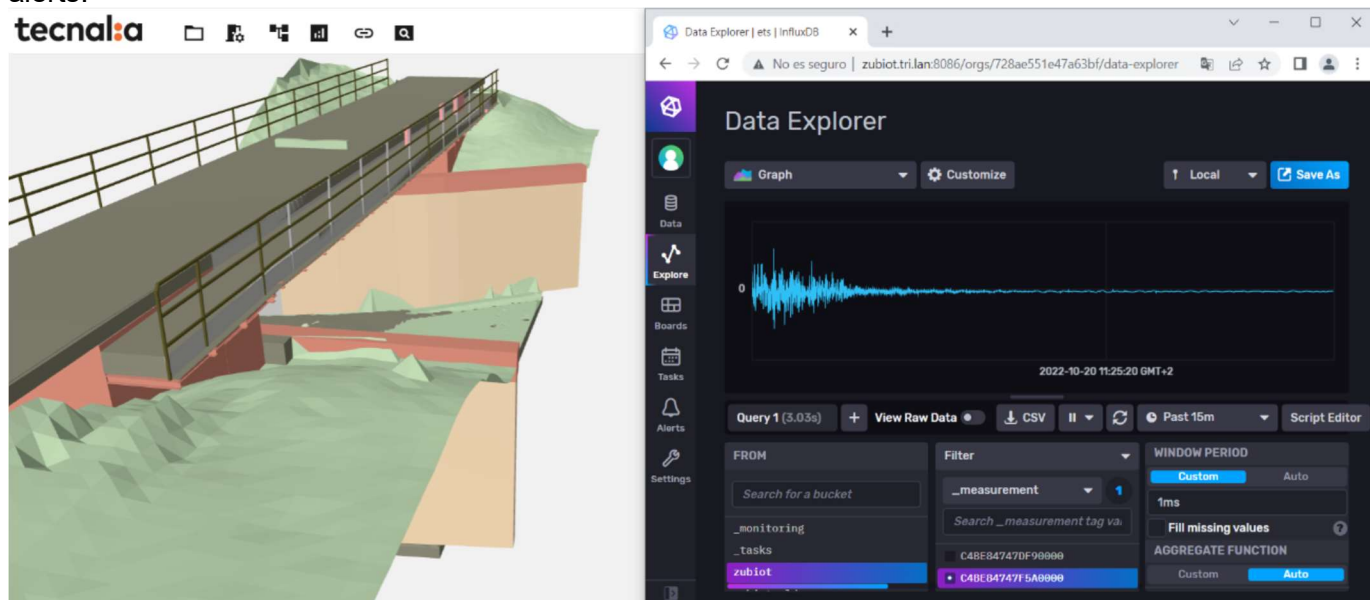 alerts.
tecnal:a
Data Explorer | ets | InfluxDB
No es seguro | zubiot.tri.lan:8086/orgs/728ae551e47a63bf/data-explorer
Data Explorer
Graph
Customize
Local
Save As
Data
Explore
Boards
Tasks
Alerts
Settings
0
2022-10-20 11:25:20 GMT+2
Query 1 (3.03s)
+ View Raw Data
CSV
Past 15m
Script Editor
FROM
Search for a bucket
_monitoring
_tasks
zubiot
Filter
_measurement
1
Search _measurement tag va
C4BE84747DF90000
C4BE84747F5A0000
WINDOW PERIOD
Custom
Auto
1ms
Fill missing values
?
AGGREGATE FUNCTION
Custom
Auto